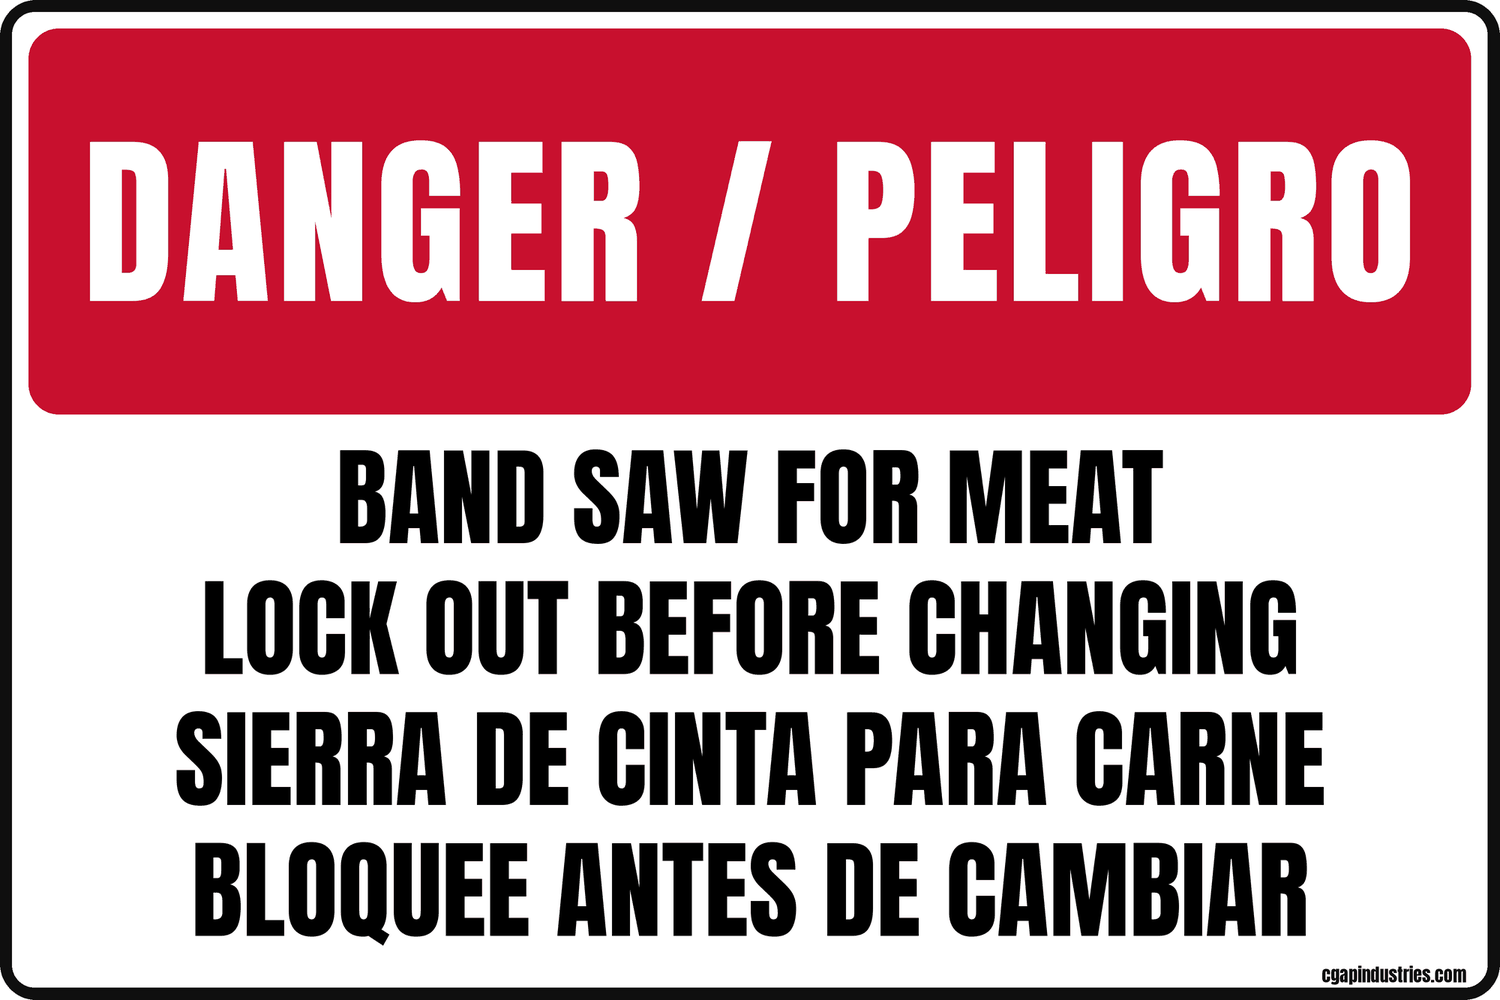 DANGER / PELIGRO
BAND SAW FOR MEAT
LOCK OUT BEFORE CHANGING
SIERRA DE CINTA PARA CARNE
BLOQUEE ANTES DE CAMBIAR
cgapindustries.com